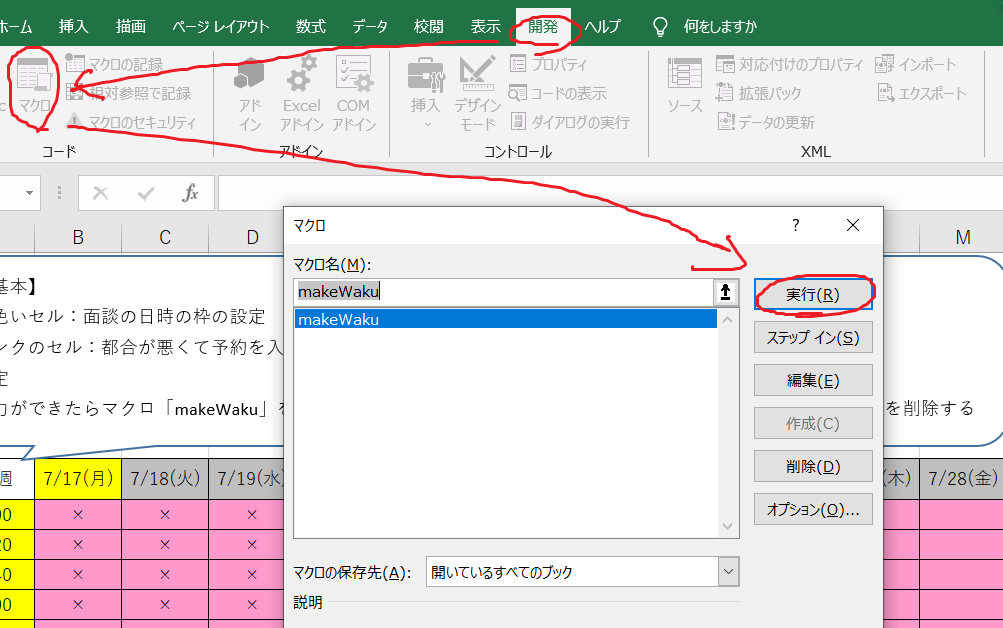 ホーム 挿入 描画 ページ レイアウト 数式 データ 校閲 表示 開発 ヘルプ 何をしますか
マクロ
マクロの記録
相対参照で記録
マクロのセキュリティ
コード
アド
イン
Excel
アドイン
COM
アドイン
アドイン
挿入
デザイン
モード
プロパティ
コードの表示
ダイアログの実行
コントロール
ソース
対応付けのプロパティ
拡張パック
データの更新
インポート
エクスポート
XML
fx
B C D M
基本】
色いセル：面談の日時の枠の設定
ンクのセル：都合が悪くて予約を入
定
力ができたらマクロ「makeWaku」を
を削除する
マクロ ? ×
マクロ名(M):
makeWaku
makeWaku
実行(R)
ステップ イン(S)
編集(E)
作成(C)
削除(D)
オプション(O)...
マクロの保存先(A): 開いているすべてのブック
説明
週 7/17(月) 7/18(火) 7/19(水) (木) 7/28(金)
00 × × ×
20 × × ×
40 × × ×
00 × × ×